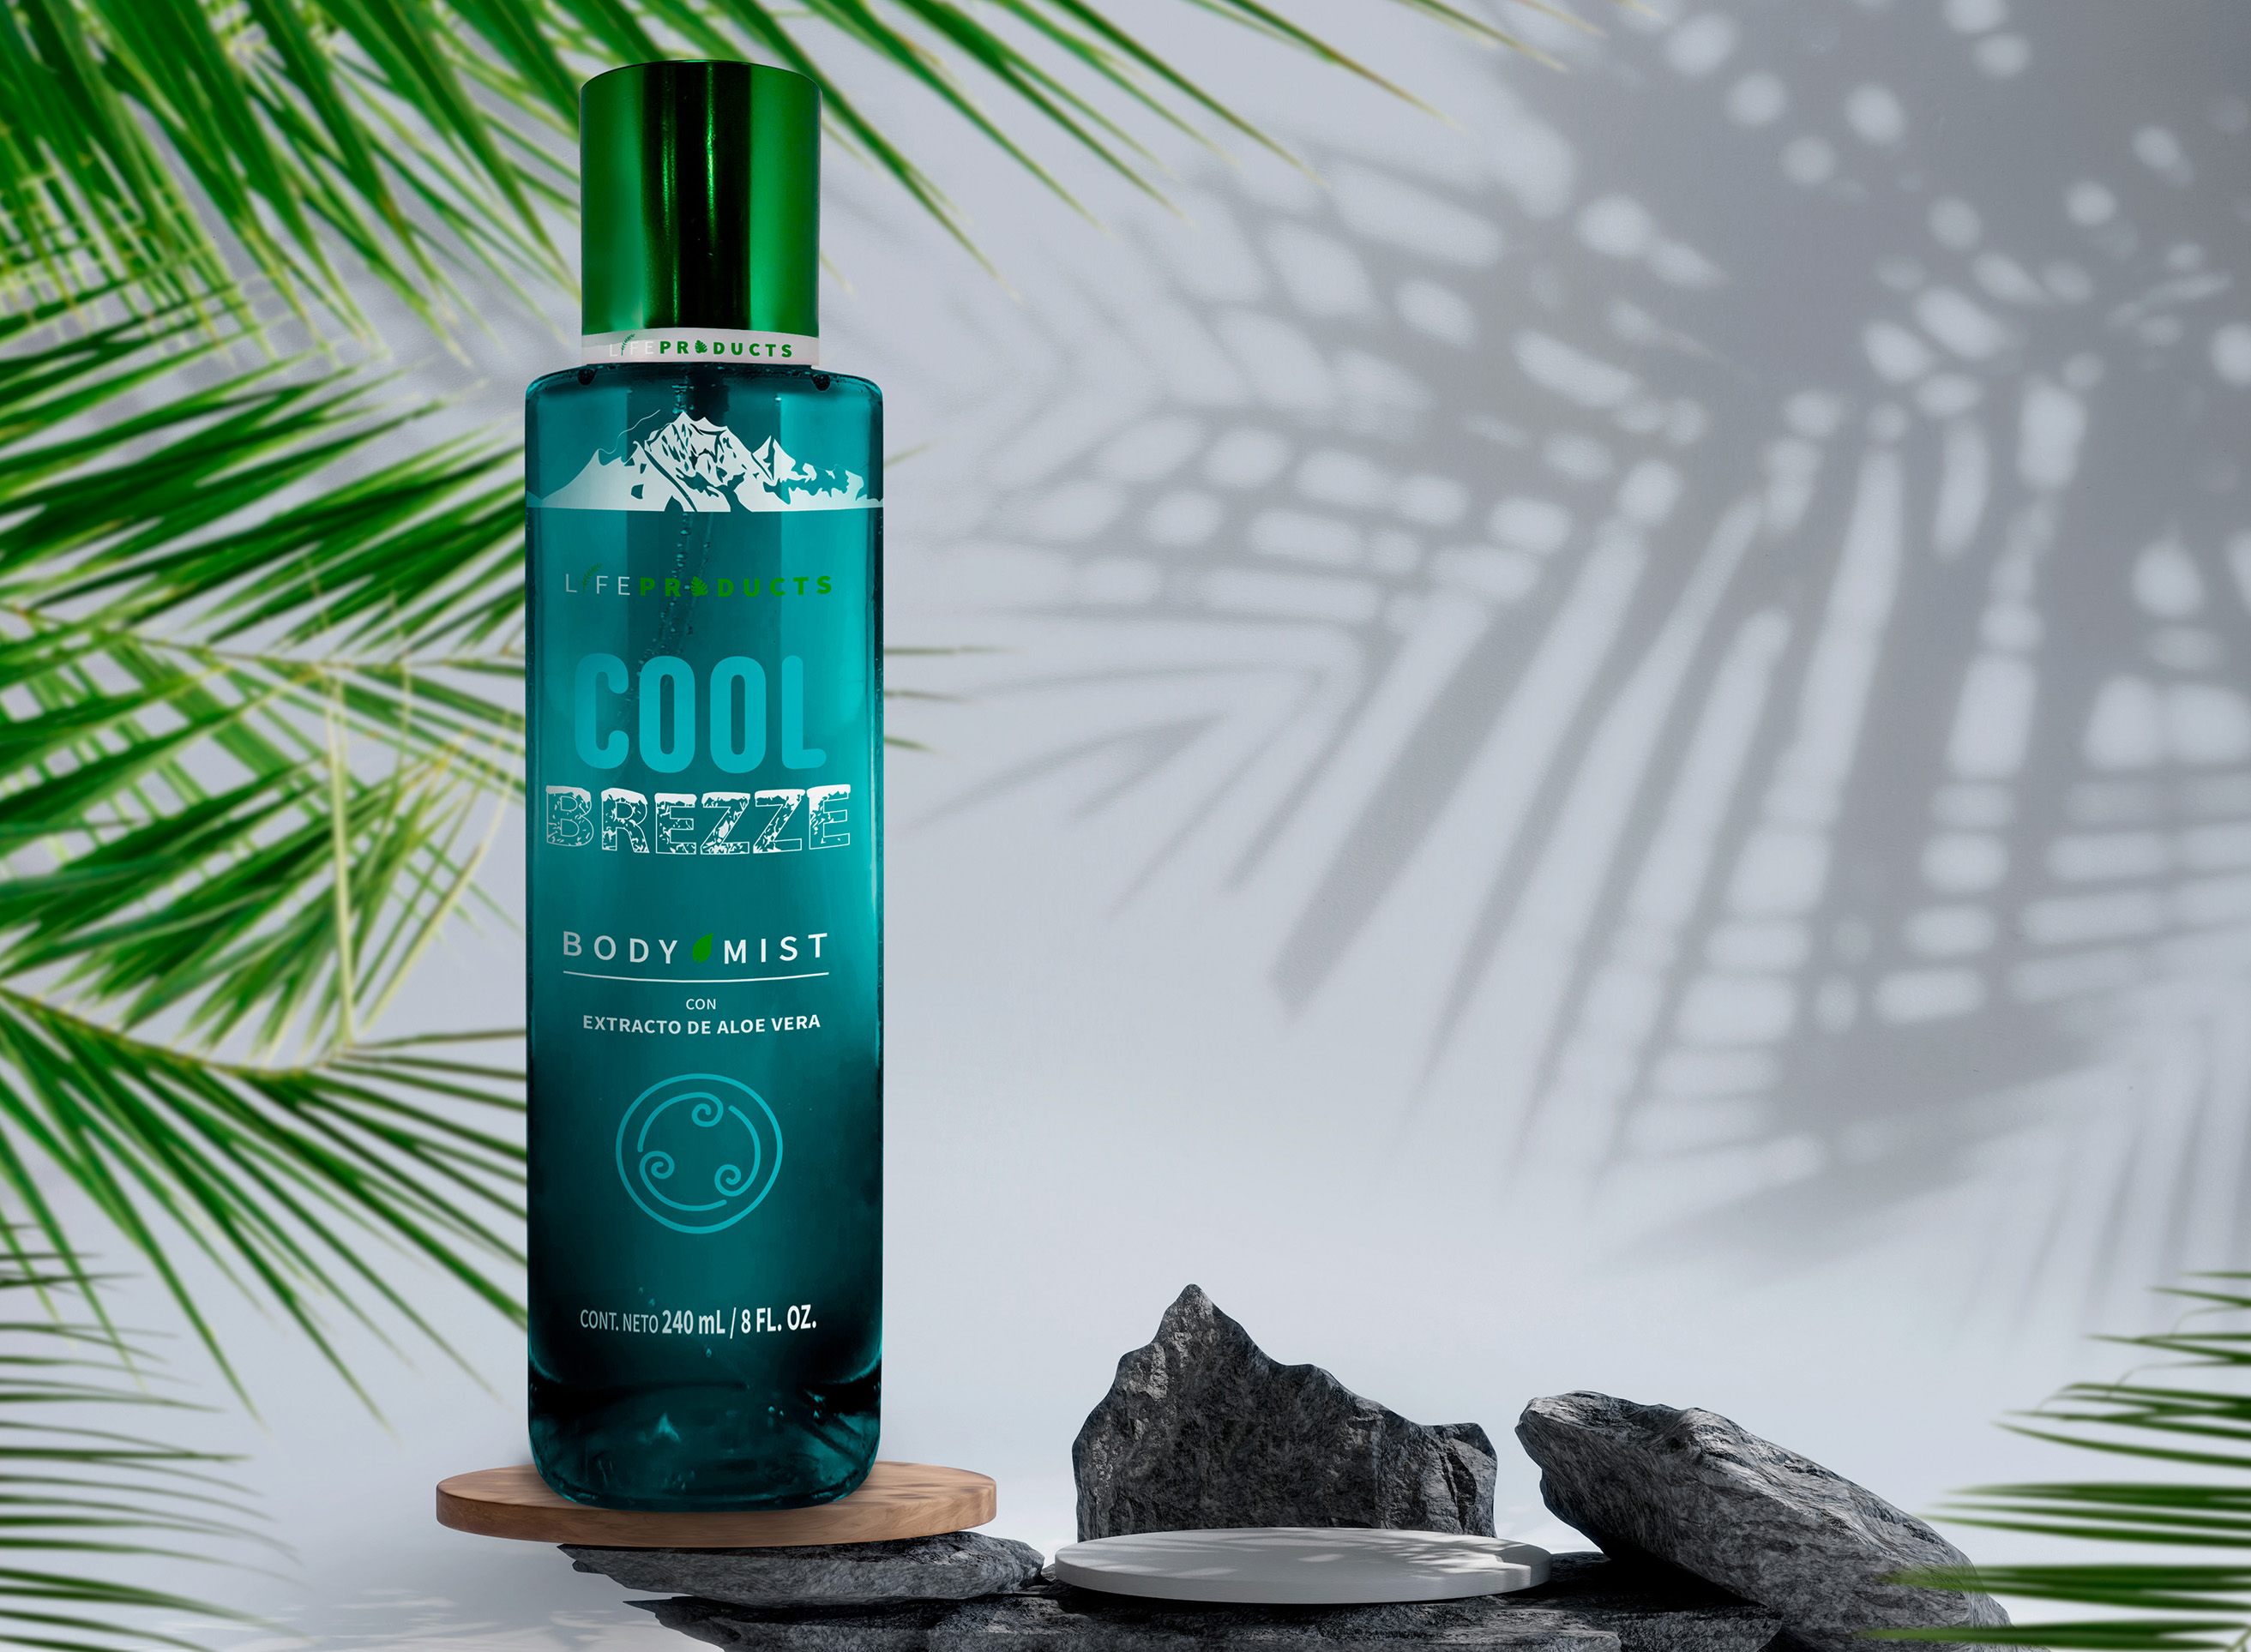 LIFEPRODUCTS
LIFEPRODUCTS
COOL
BREZZE
BODY MIST
CON
EXTRACTO DE ALOE VERA
CONT. NETO 240 mL / 8 FL. OZ.